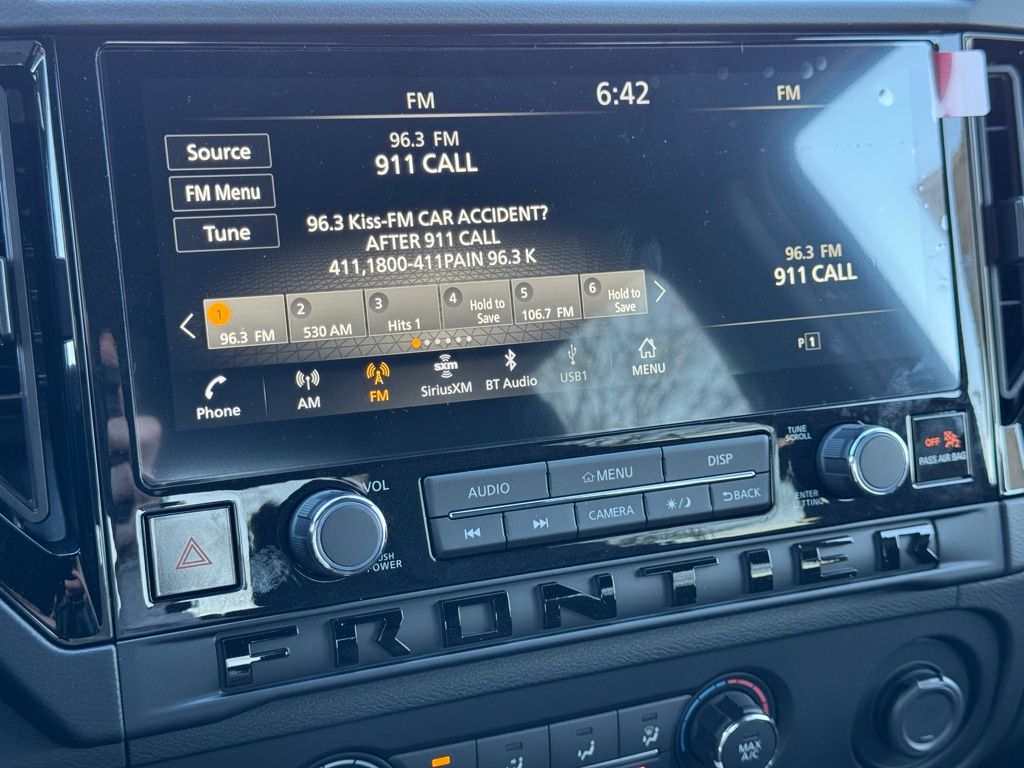 FM
6:42
FM
96.3 FM
911 CALL
Source
FM Menu
Tune
96.3 Kiss-FM CAR ACCIDENT?
AFTER 911 CALL
411,1800-411PAIN 96.3 K
96.3 FM
911 CALL
1
96.3 FM
2
530 AM
3
Hits 1
4
Hold to
Save
5
106.7 FM
6
Hold to
Save
P 1
Phone
AM
FM
sxm
SiriusXM
BT Audio
USB1
MENU
TUNE
SCROLL
OFF
PASS AIR BAG
VOL
AUDIO
MENU
DISP
CAMERA
BACK
ENTER
SETTING
PUSH
POWER
FRONTIER
MAX
A/C